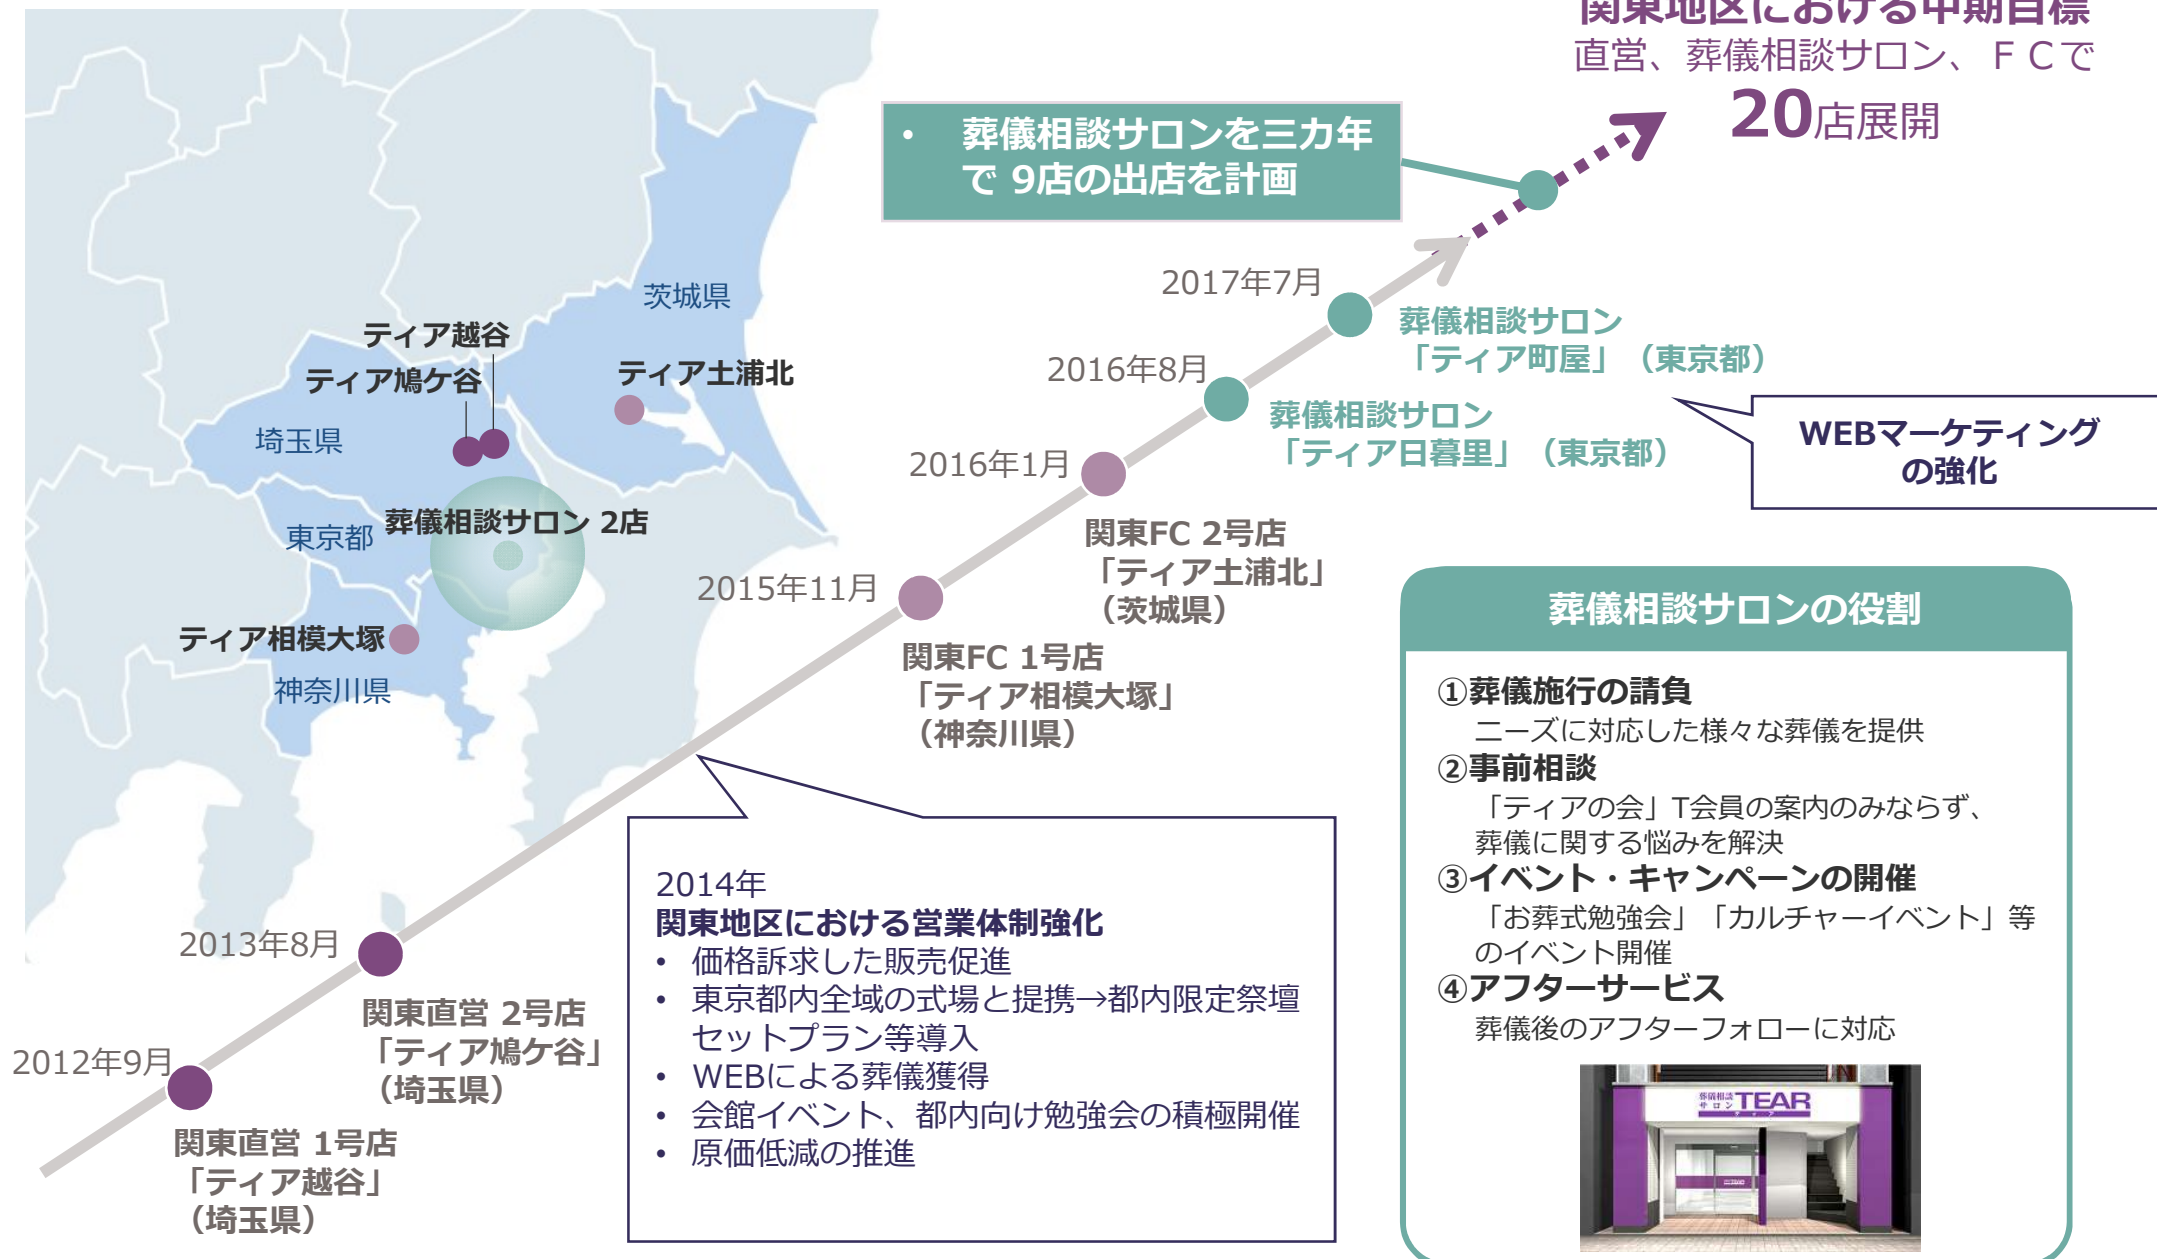 関東地区における中期目標
直営、葬儀相談サロン、ＦＣで
20店展開
・ 葬儀相談サロンを三カ年
で 9店の出店を計画
茨城県
ティア越谷
ティア鳩ケ谷
ティア土浦北
埼玉県
東京都
葬儀相談サロン 2店
ティア相模大塚
神奈川県
2017年7月
葬儀相談サロン
「ティア町屋」（東京都）
2016年8月
葬儀相談サロン
「ティア日暮里」（東京都）
WEBマーケティング
の強化
2016年1月
関東FC 2号店
「ティア土浦北」
（茨城県）
2015年11月
関東FC 1号店
「ティア相模大塚」
（神奈川県）
2014年
関東地区における営業体制強化
• 価格訴求した販売促進
• 東京都内全域の式場と提携→都内限定祭壇
セットプラン等導入
• WEBによる葬儀獲得
• 会館イベント、都内向け勉強会の積極開催
• 原価低減の推進
2013年8月
関東直営 2号店
「ティア鳩ケ谷」
（埼玉県）
2012年9月
関東直営 1号店
「ティア越谷」
（埼玉県）
葬儀相談サロンの役割
①葬儀施行の請負
ニーズに対応した様々な葬儀を提供
②事前相談
「ティアの会」T会員の案内のみならず、
葬儀に関する悩みを解決
③イベント・キャンペーンの開催
「お葬式勉強会」「カルチャーイベント」等
のイベント開催
④アフターサービス
葬儀後のアフターフォローに対応
葬儀相談
サロン TEAR
ティア